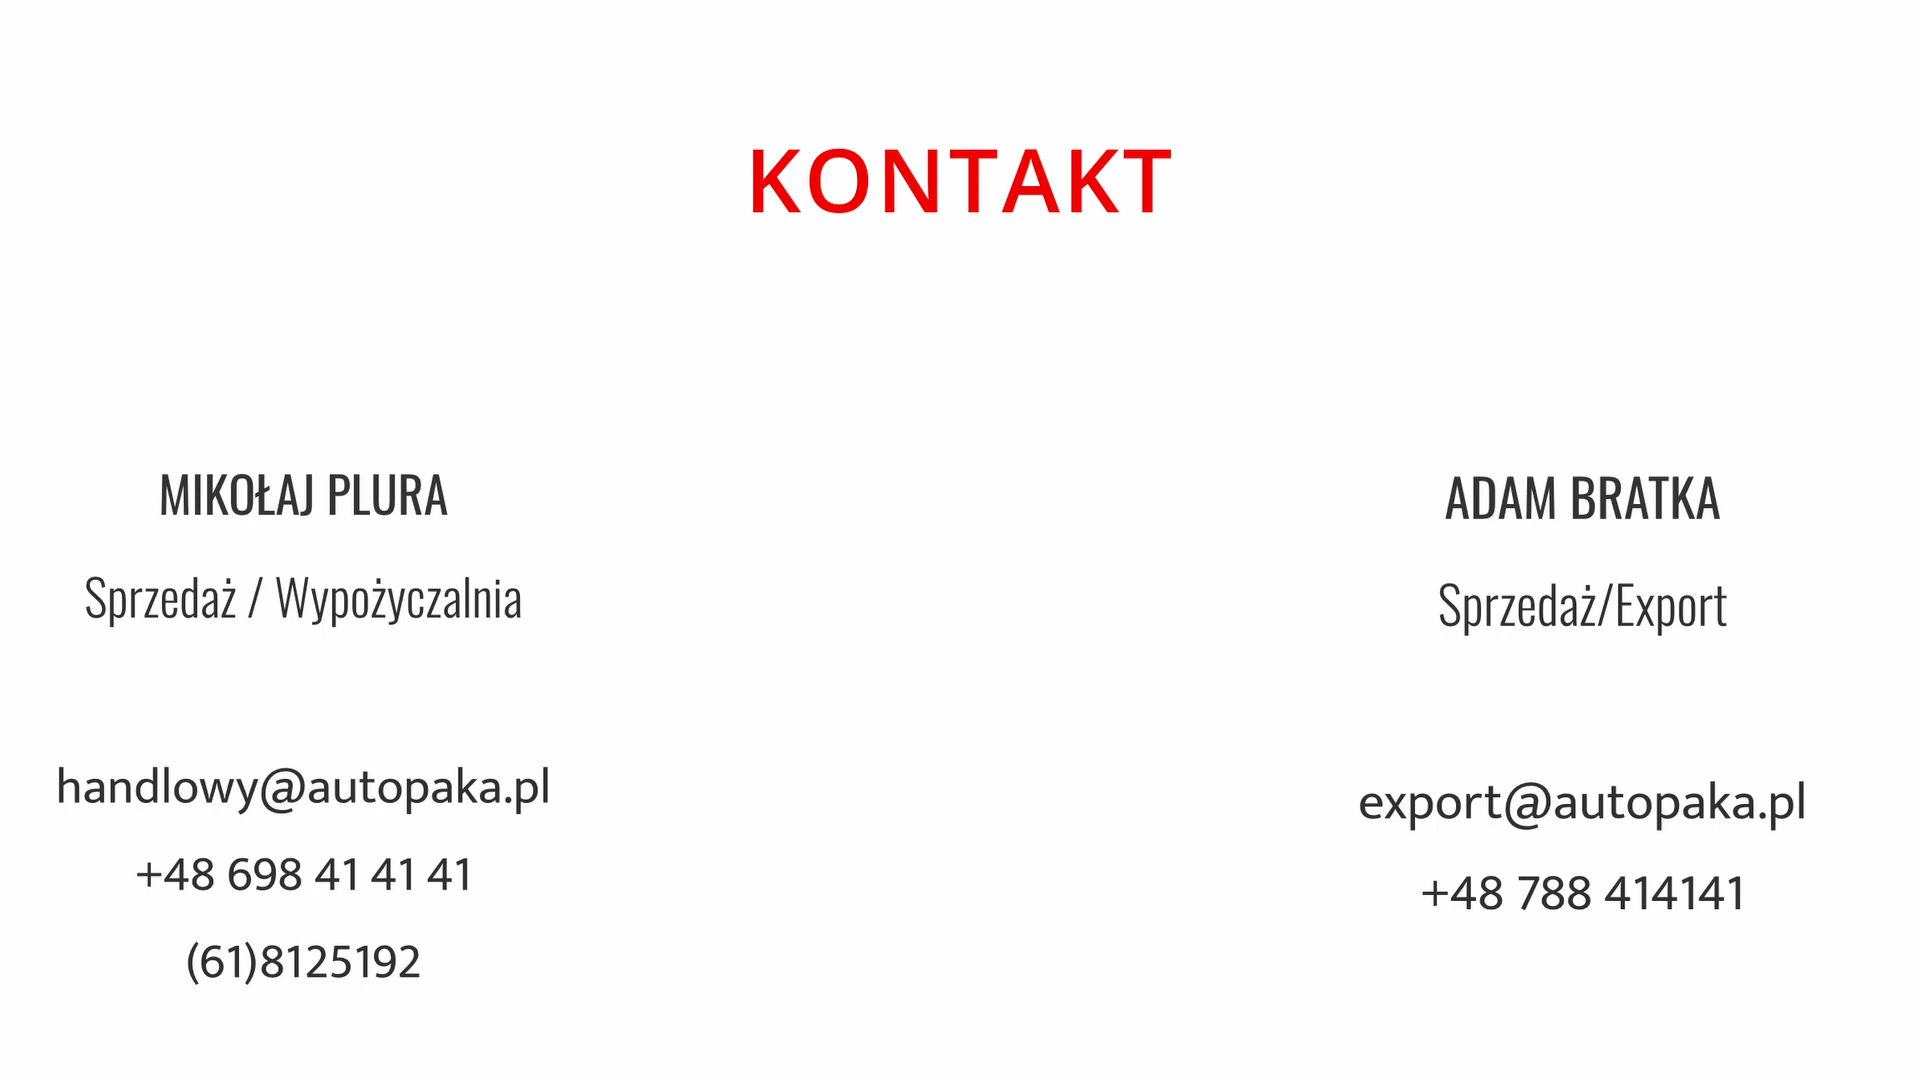 KONTAKT
MIKOŁAJ PLURA
Sprzedaż / Wypożyczalnia
handlowy@autopaka.pl
+48 698 41 41 41
(61)8125192
ADAM BRATKA
Sprzedaż/Export
export@autopaka.pl
+48 788 414141